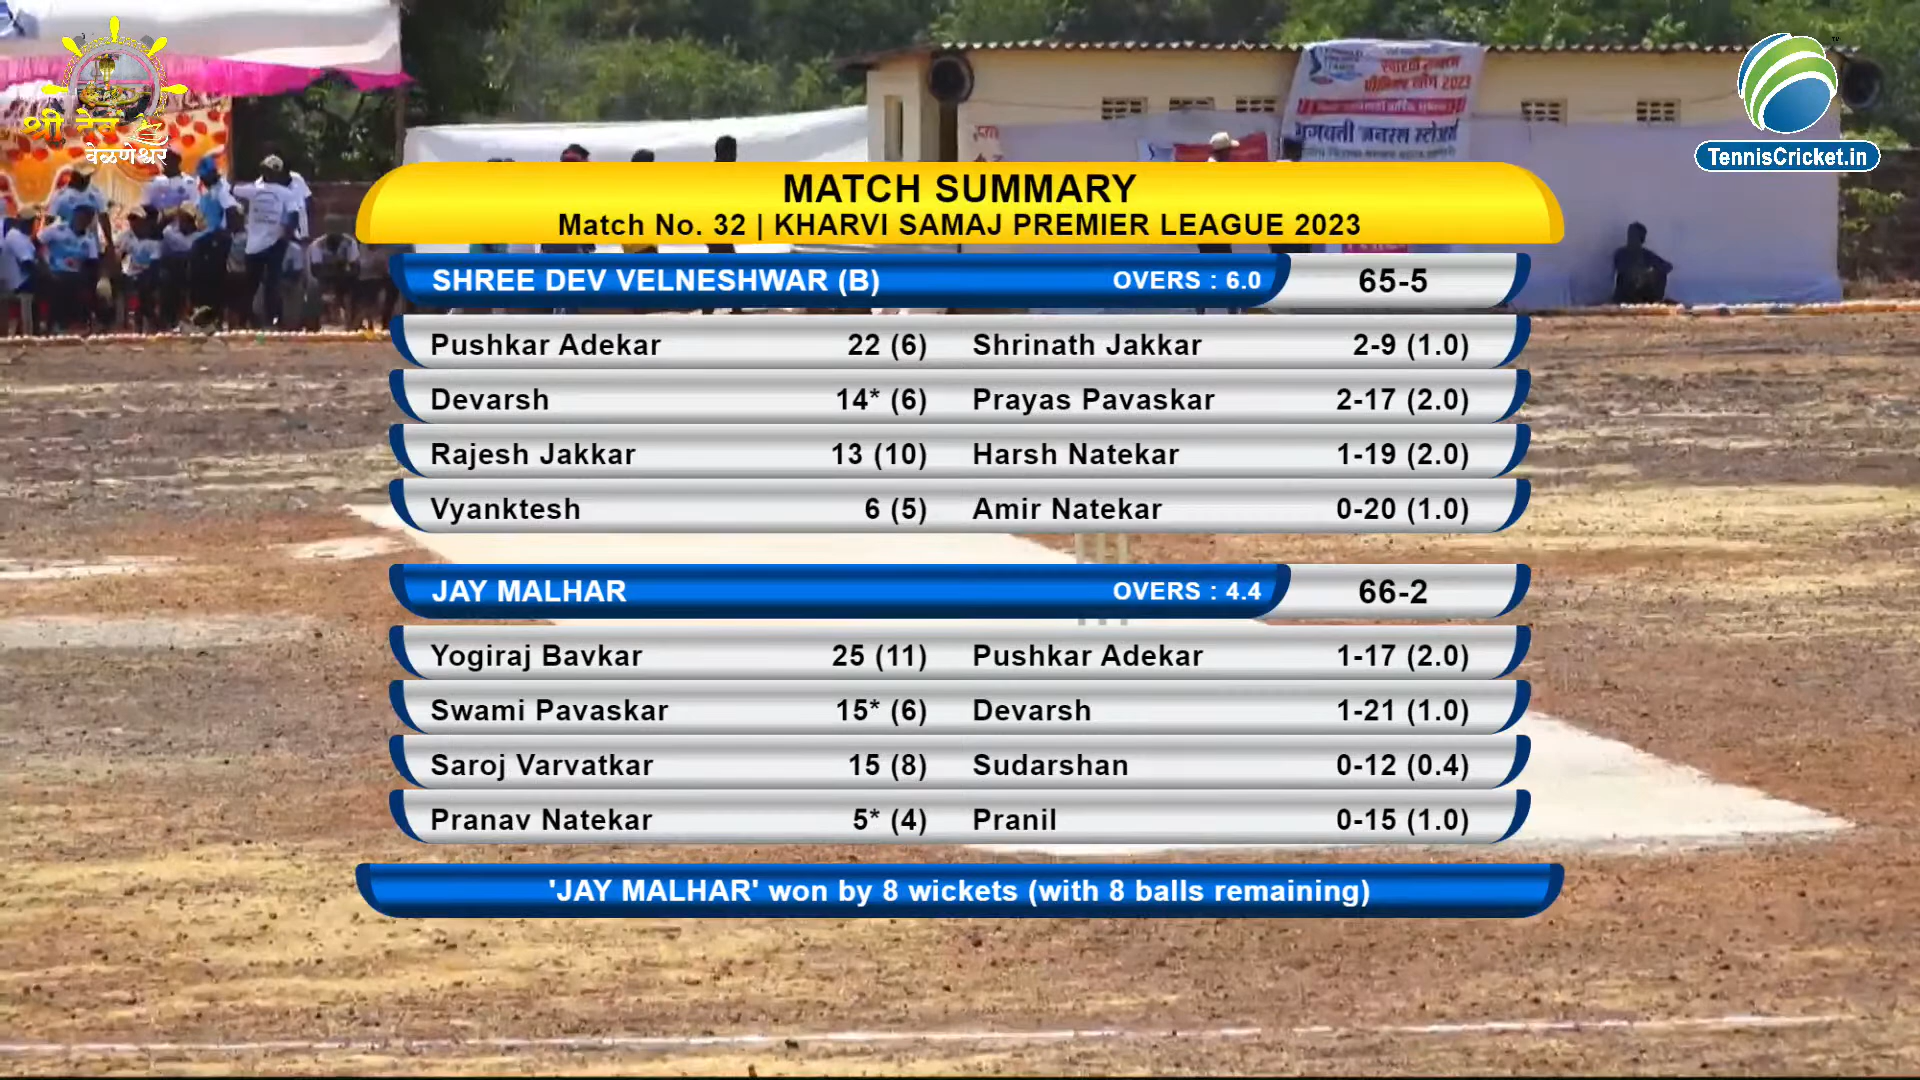 श्री देव
वेळणेश्वर
प्रीमियर लीग 2023
भगवती जनरल स्टोअर्स
TennisCricket.in
MATCH SUMMARY
Match No. 32 | KHARVI SAMAJ PREMIER LEAGUE 2023
SHREE DEV VELNESHWAR (B) OVERS : 6.0 65-5
Pushkar Adekar 22 (6) Shrinath Jakkar 2-9 (1.0)
Devarsh 14* (6) Prayas Pavaskar 2-17 (2.0)
Rajesh Jakkar 13 (10) Harsh Natekar 1-19 (2.0)
Vyanktesh 6 (5) Amir Natekar 0-20 (1.0)
JAY MALHAR OVERS : 4.4 66-2
Yogiraj Bavkar 25 (11) Pushkar Adekar 1-17 (2.0)
Swami Pavaskar 15* (6) Devarsh 1-21 (1.0)
Saroj Varvatkar 15 (8) Sudarshan 0-12 (0.4)
Pranav Natekar 5* (4) Pranil 0-15 (1.0)
'JAY MALHAR' won by 8 wickets (with 8 balls remaining)